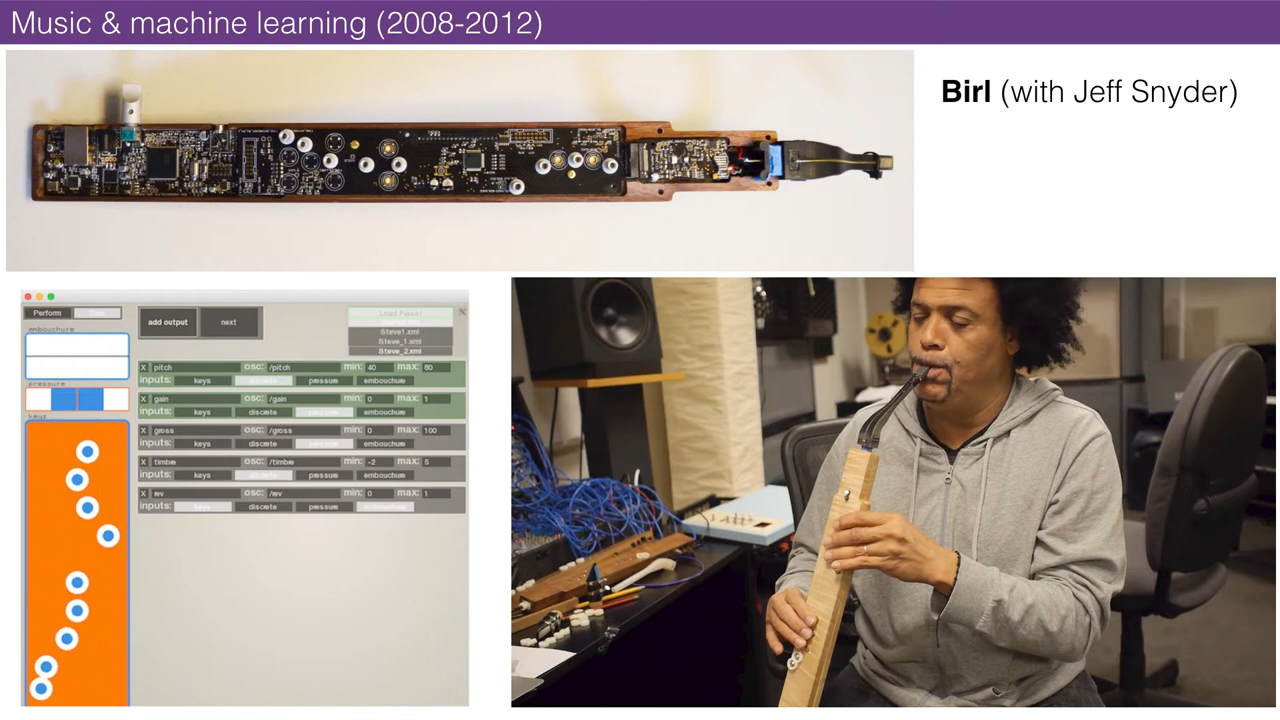 Music & machine learning (2008-2012)
Birl (with Jeff Snyder)
Perform
embouchure
pressure
keys
add output next
Load Preset
Steve1.xml
Steve_1.xml
Steve_2.xml
X pitch osc: /pitch min: 40 max: 80
inputs: keys discrete pressure embouchure
X gain osc: /gain min: 0 max: 1
inputs: keys discrete pressure embouchure
X gross osc: /gross min: 0 max: 100
inputs: keys discrete pressure embouchure
X timbre osc: /timbre min: -2 max: 5
inputs: keys discrete pressure embouchure
X rev osc: /rev min: 0 max: 1
inputs: keys discrete pressure embouchure